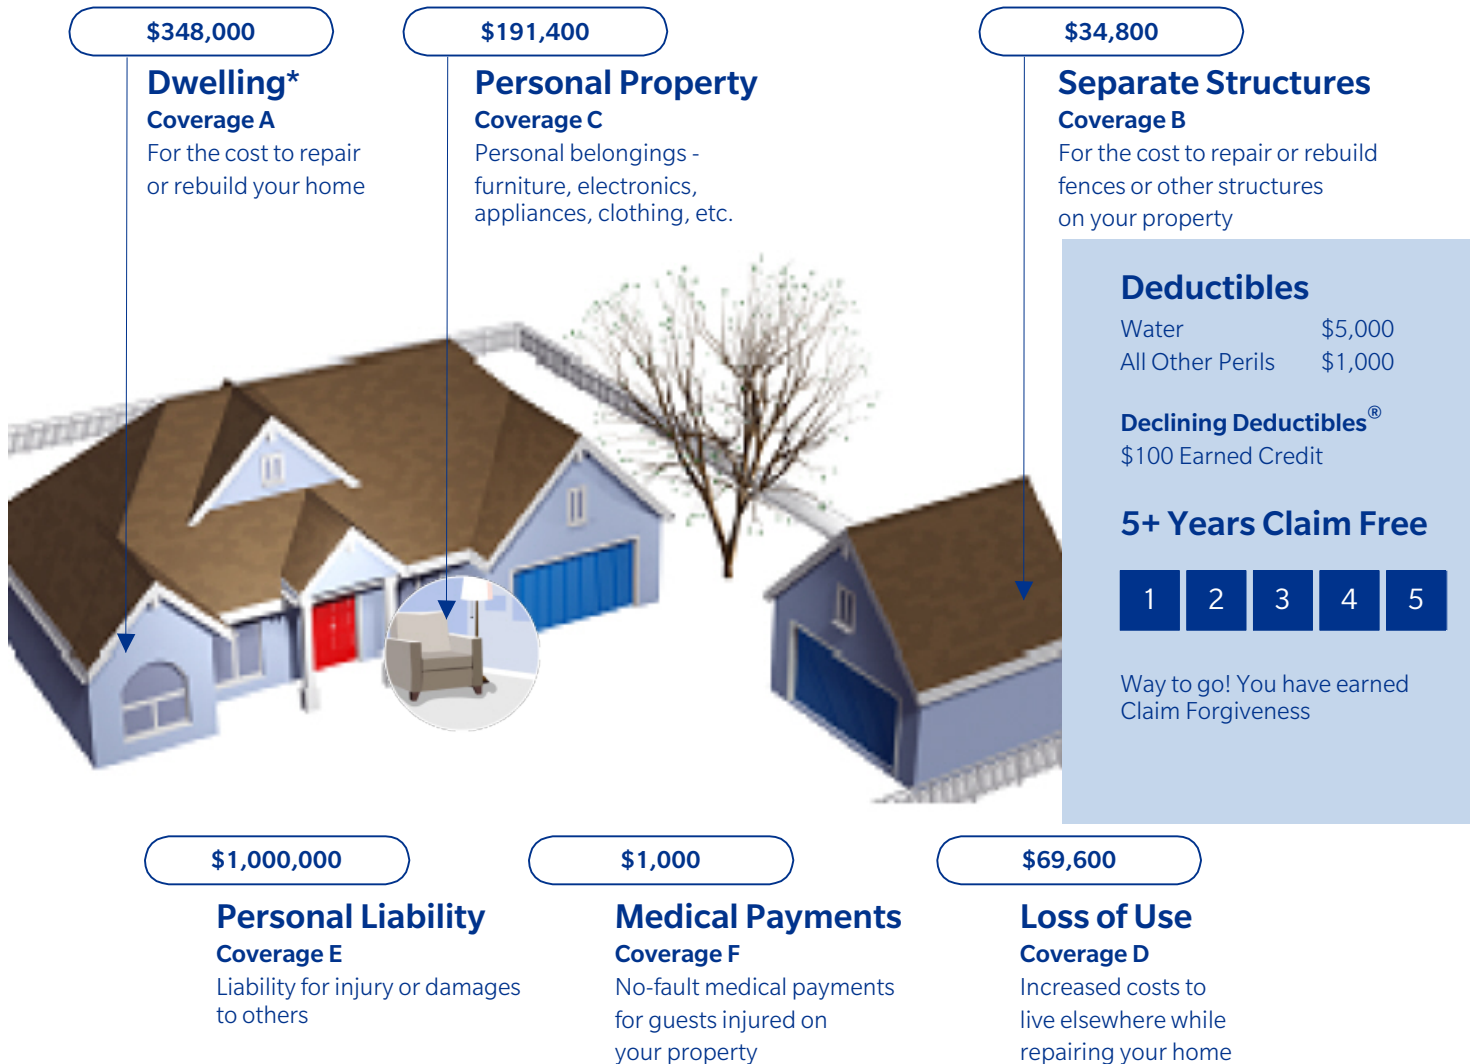 $348,000
Dwelling*
Coverage A
For the cost to repair
or rebuild your home
$191,400
Personal Property
Coverage C
Personal belongings -
furniture, electronics,
appliances, clothing, etc.
$34,800
Separate Structures
Coverage B
For the cost to repair or rebuild
fences or other structures
on your property
Deductibles
Water $5,000
All Other Perils $1,000
Declining Deductibles®
$100 Earned Credit
5+ Years Claim Free
1 2 3 4 5
Way to go! You have earned
Claim Forgiveness
$1,000,000
Personal Liability
Coverage E
Liability for injury or damages
to others
$1,000
Medical Payments
Coverage F
No-fault medical payments
for guests injured on
your property
$69,600
Loss of Use
Coverage D
Increased costs to
live elsewhere while
repairing your home